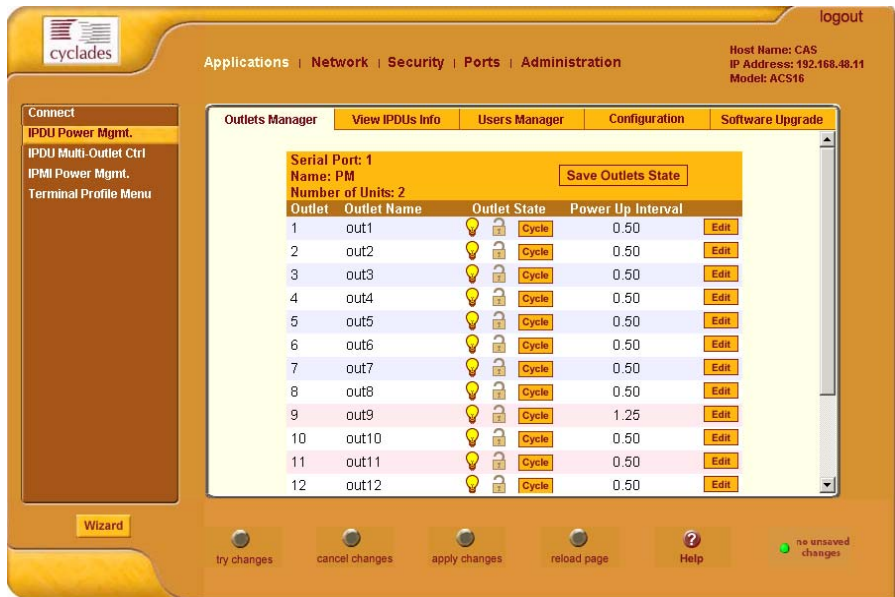 logout
cyclades
Applications | Network | Security | Ports | Administration
Host Name: CAS
IP Address: 192.168.48.11
Model: ACS16
Connect
IPDU Power Mgmt.
IPDU Multi-Outlet Ctrl
IPMI Power Mgmt.
Terminal Profile Menu
Outlets Manager View IPDUs Info Users Manager Configuration Software Upgrade
Serial Port: 1
Name: PM
Number of Units: 2
Save Outlets State
Outlet Outlet Name Outlet State Power Up Interval
1 out1 Cycle 0.50 Edit
2 out2 Cycle 0.50 Edit
3 out3 Cycle 0.50 Edit
4 out4 Cycle 0.50 Edit
5 out5 Cycle 0.50 Edit
6 out6 Cycle 0.50 Edit
7 out7 Cycle 0.50 Edit
8 out8 Cycle 0.50 Edit
9 out9 Cycle 1.25 Edit
10 out10 Cycle 0.50 Edit
11 out11 Cycle 0.50 Edit
12 out12 Cycle 0.50 Edit
Wizard
try changes cancel changes apply changes reload page ? Help
no unsaved
changes